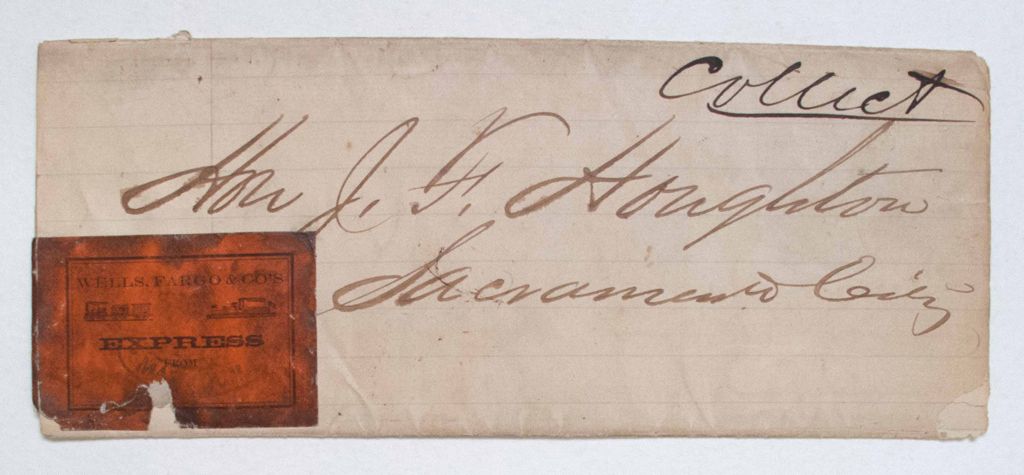 Collect
Hon J. F. Houghton
Sacramento City
WELLS, FARGO & CO'S
EXPRESS
FROM